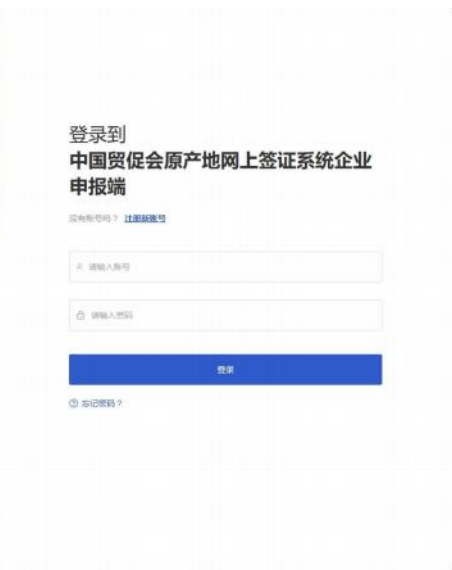 登录到
中国贸促会原产地网上签证系统企业
申报端
没有账号吗？ 注册新账号
请输入账号
请输入密码
登录
忘记密码？